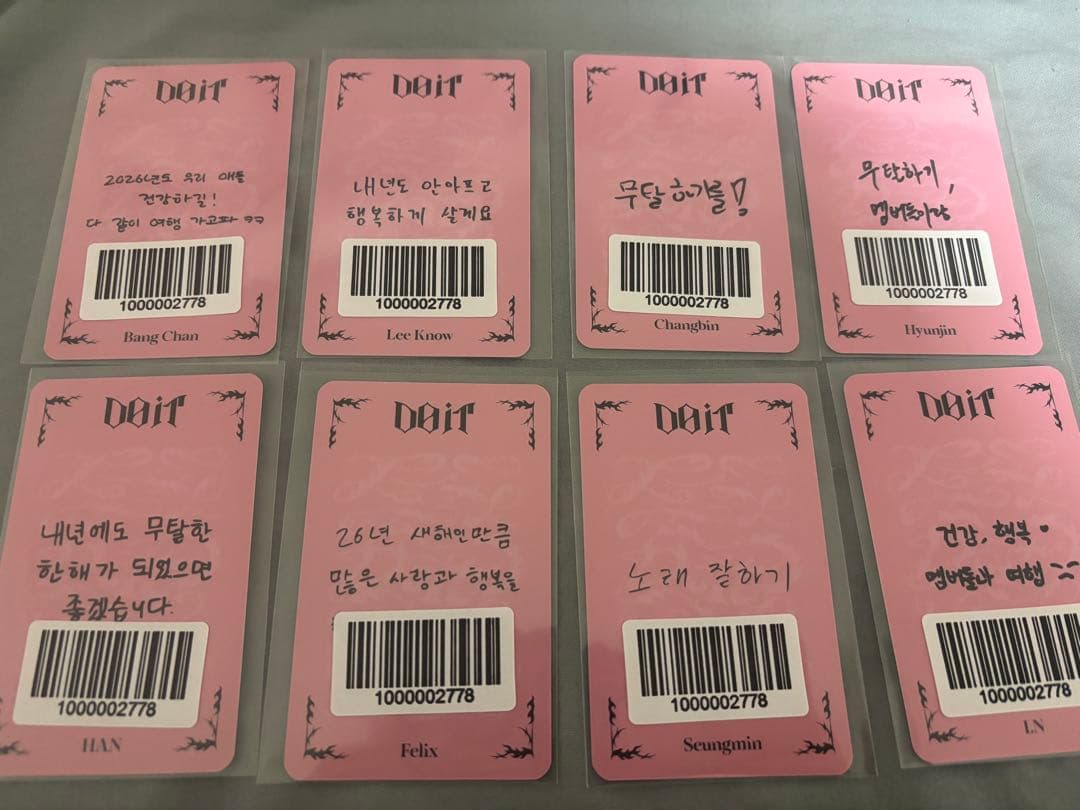 DO iT
2026년도 우리 애들
건강하길!
다 같이 여행 가고파 ㅋㅋ
1000002778
Bang Chan
DO iT
내년도 안아프고
행복하게 살게요
1000002778
Lee Know
DO iT
무탈하기를!!
1000002778
Changbin
DO iT
무탈하기,
멤버들이랑
1000002778
Hyunjin
DO iT
내년에도 무탈한
한해가 되었으면
좋겠습니다.
1000002778
HAN
DO iT
26년 새해인만큼
많은 사랑과 행복을
1000002778
Felix
DO iT
노래 잘하기
1000002778
Seungmin
DO iT
건강, 행복
멤버들과 여행
1000002778
I.N